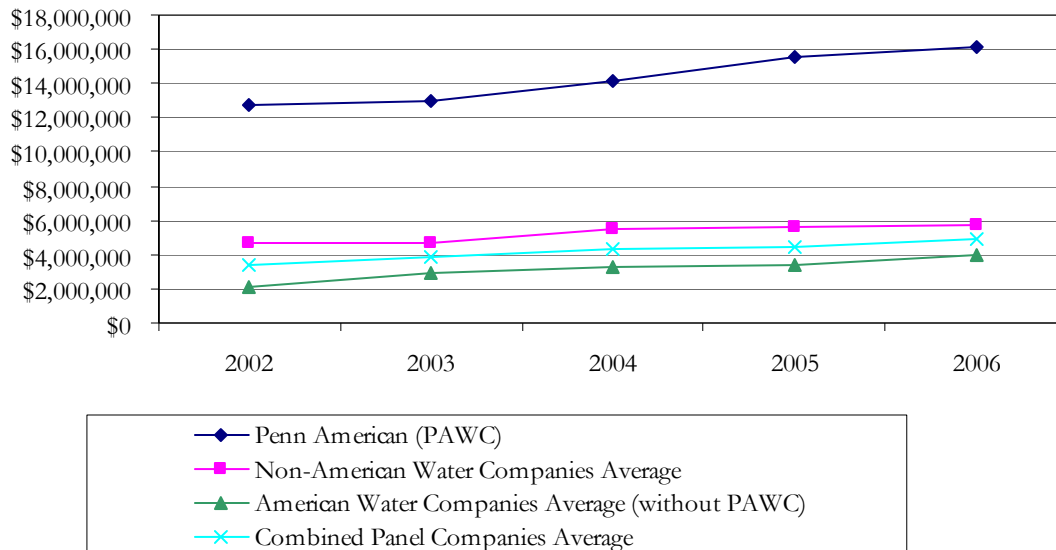 $18,000,000
$16,000,000
$14,000,000
$12,000,000
$10,000,000
$8,000,000
$6,000,000
$4,000,000
$2,000,000
$0
2002 2003 2004 2005 2006
Penn American (PAWC)
Non-American Water Companies Average
American Water Companies Average (without PAWC)
Combined Panel Companies Average